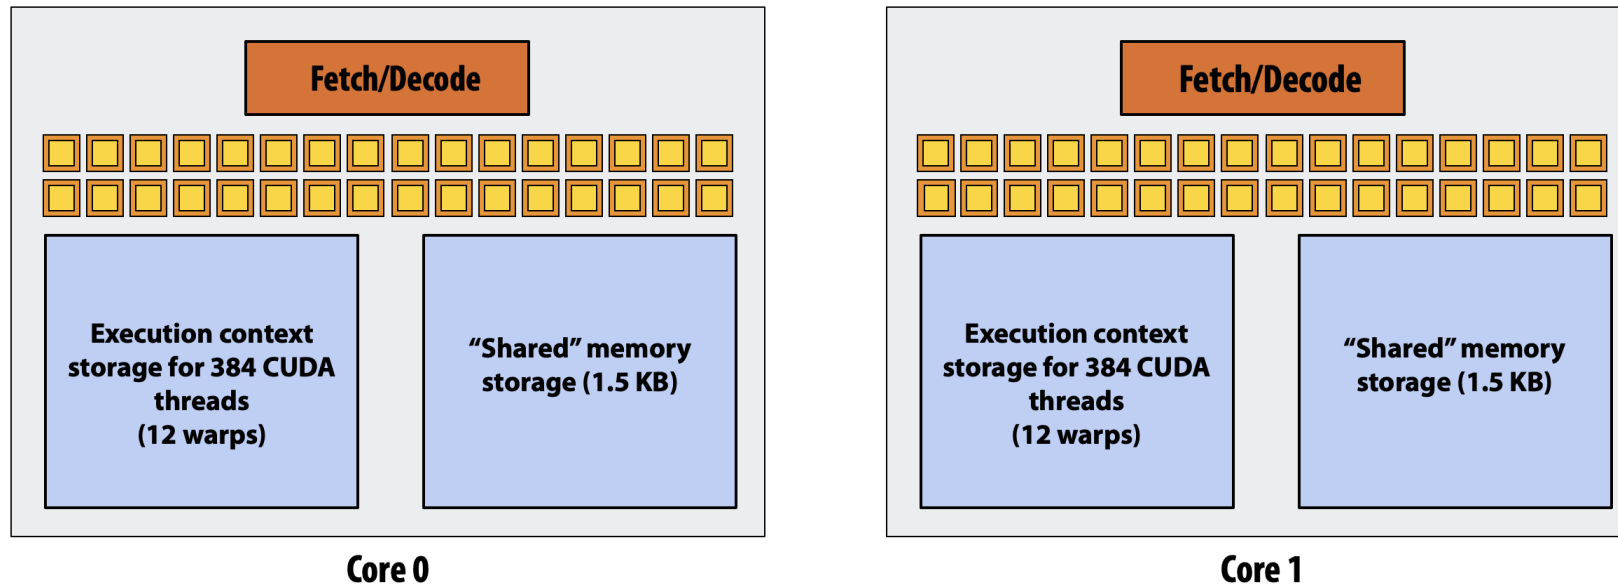 Fetch/Decode
Execution context
storage for 384 CUDA
threads
(12 warps)
“Shared” memory
storage (1.5 KB)
Core 0
Fetch/Decode
Execution context
storage for 384 CUDA
threads
(12 warps)
“Shared” memory
storage (1.5 KB)
Core 1